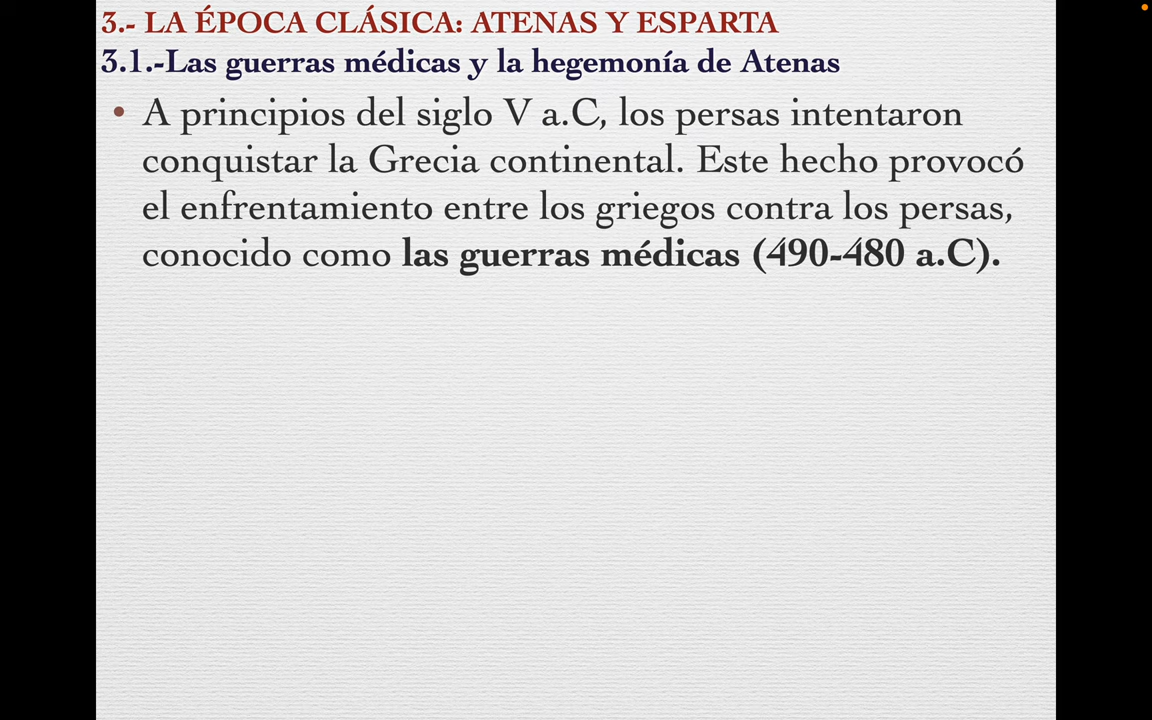 3.- LA ÉPOCA CLÁSICA: ATENAS Y ESPARTA
3.1.-Las guerras médicas y la hegemonía de Atenas
• A principios del siglo V a.C, los persas intentaron
conquistar la Grecia continental. Este hecho provocó
el enfrentamiento entre los griegos contra los persas,
conocido como las guerras médicas (490-480 a.C).